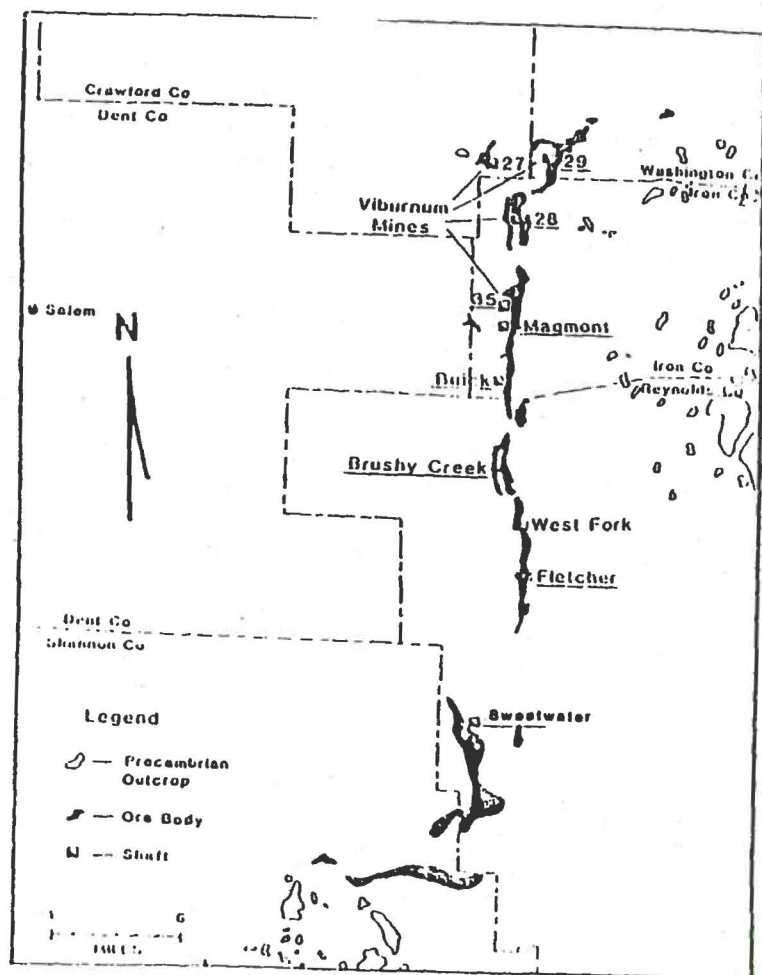 Crawford Co
Dent Co
27
29
Washington Co
Iron Co
Viburnum
Mines
28
35
Salem
N
Magmont
Iron Co
Buick
Reynolds Co
Brushy Creek
West Fork
Fletcher
Dent Co
Shannon Co
Sweetwater
Legend
Precambrian
Outcrop
Ore Body
Shaft
6